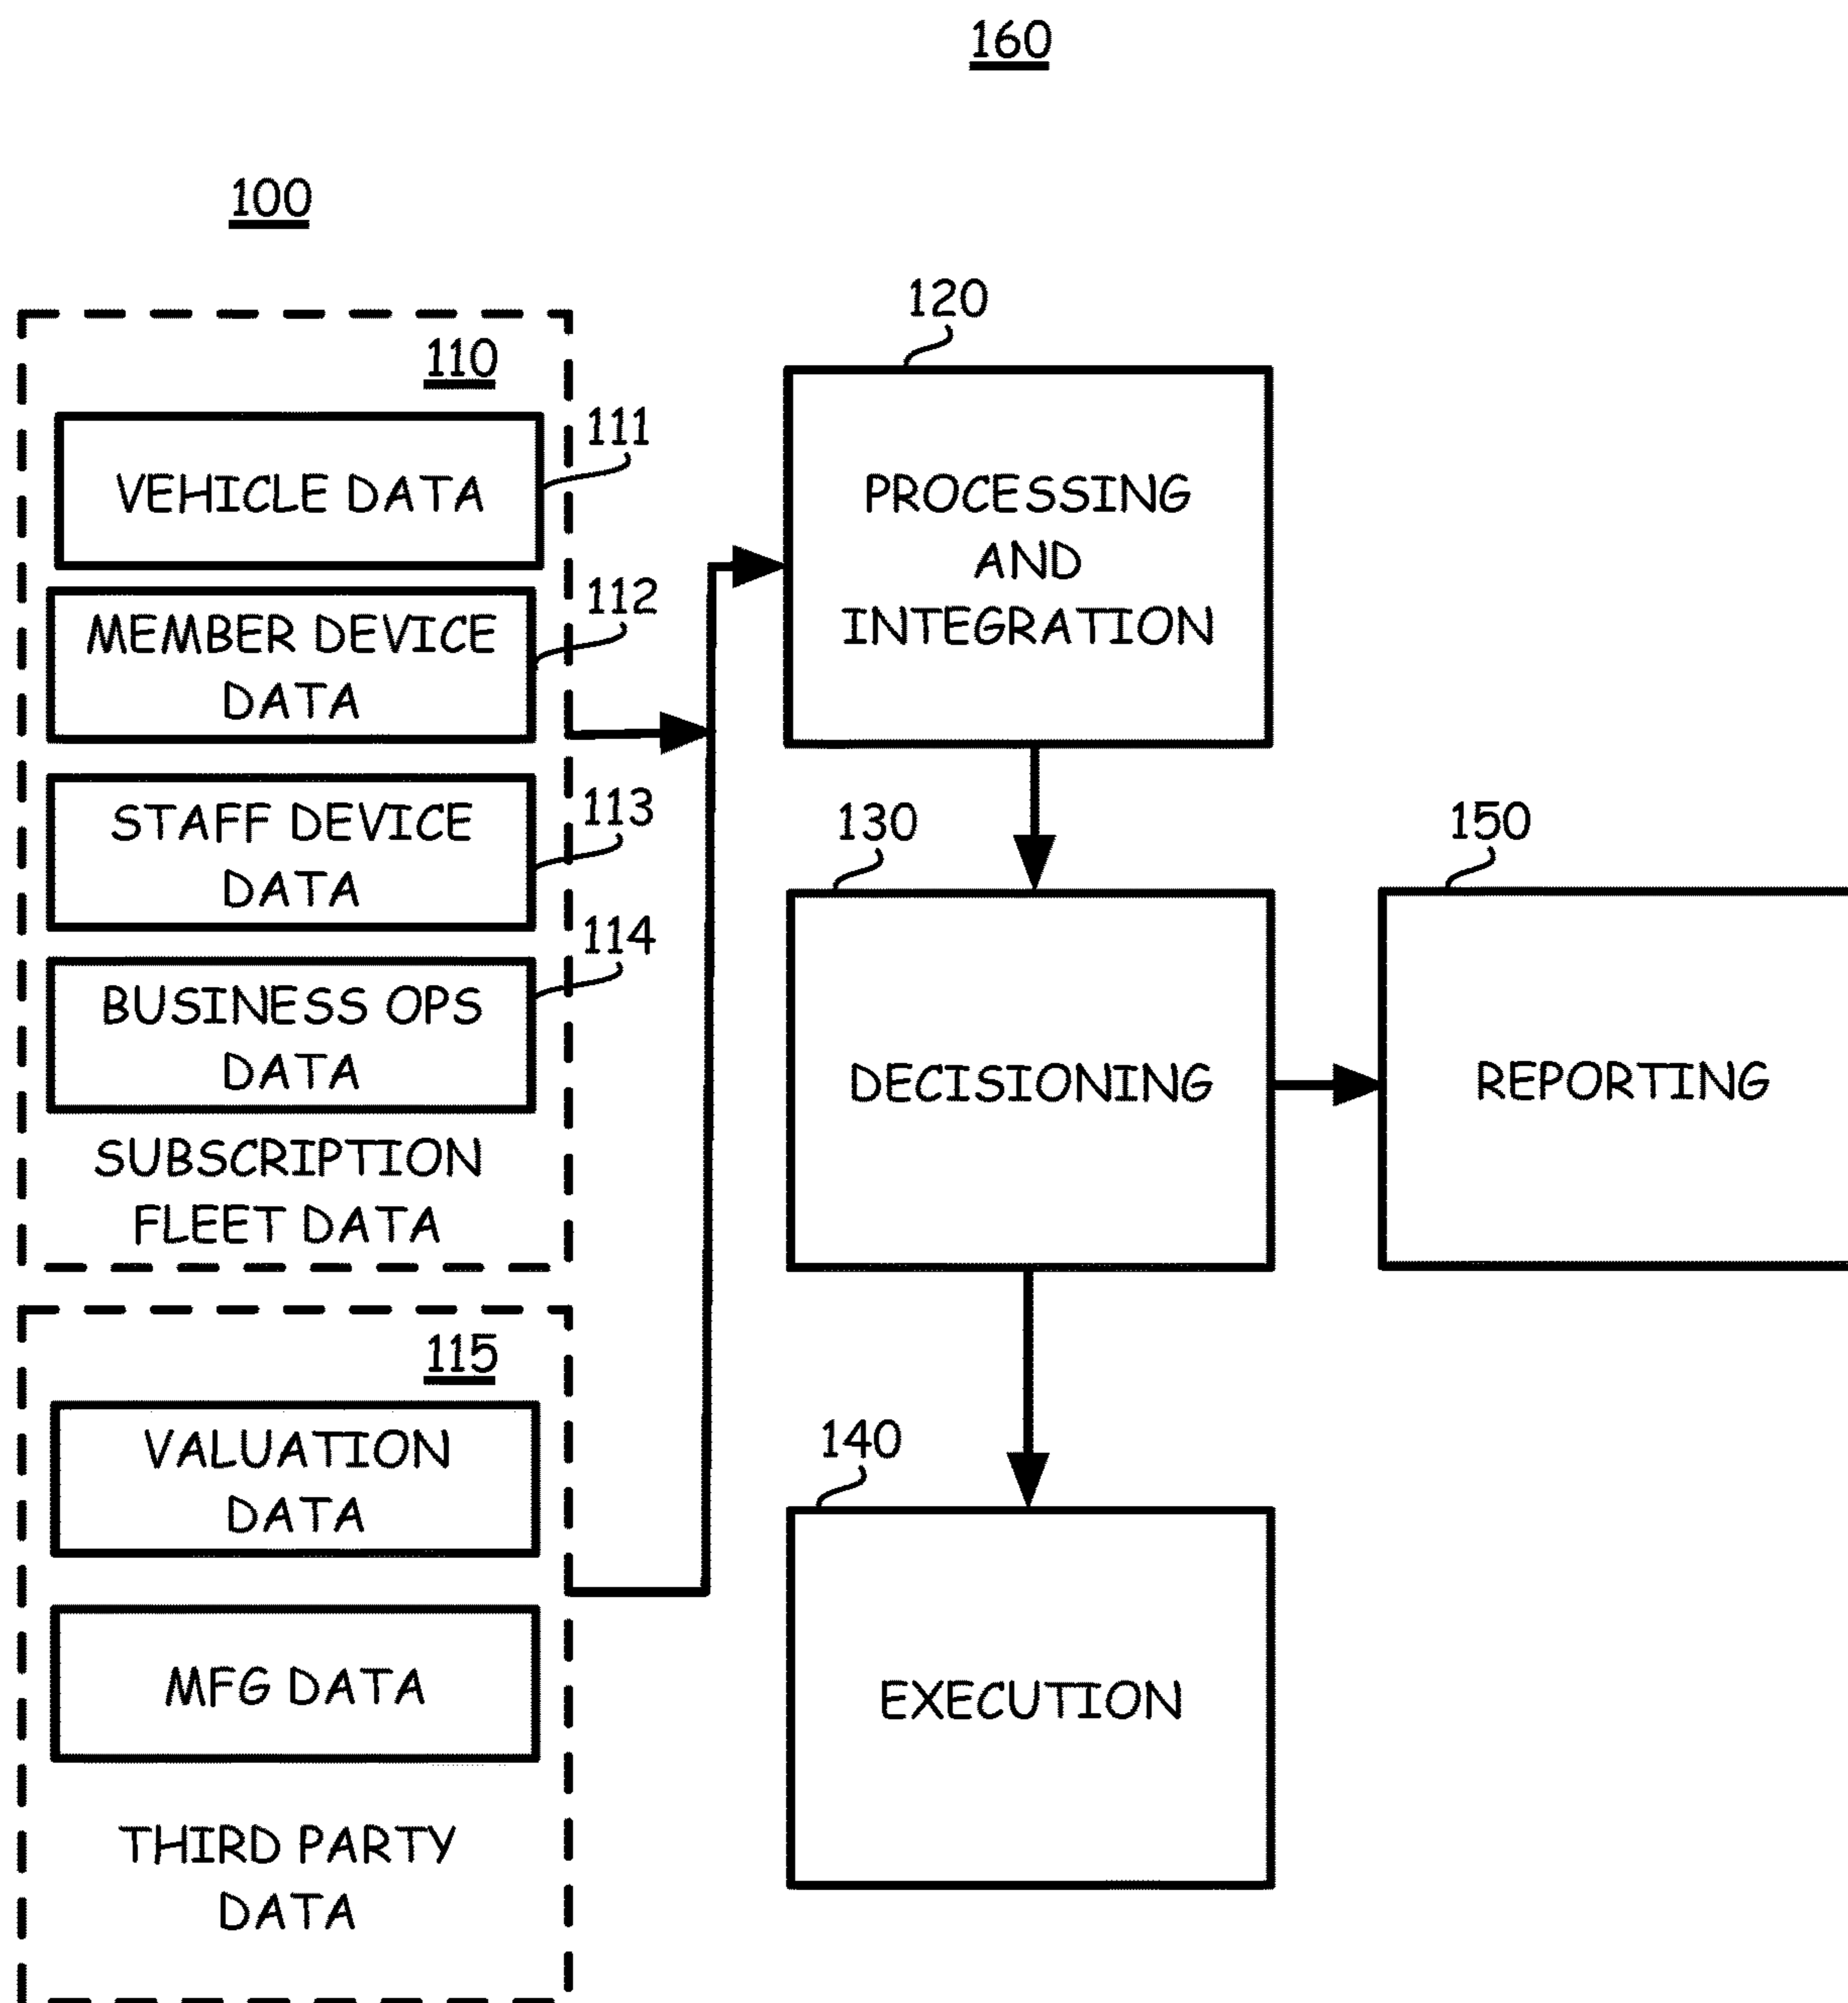 160
100
110
111
VEHICLE DATA
112
MEMBER DEVICE
DATA
113
STAFF DEVICE
DATA
114
BUSINESS OPS
DATA
SUBSCRIPTION
FLEET DATA
115
VALUATION
DATA
MFG DATA
THIRD PARTY
DATA
120
PROCESSING
AND
INTEGRATION
130
DECISIONING
150
REPORTING
140
EXECUTION